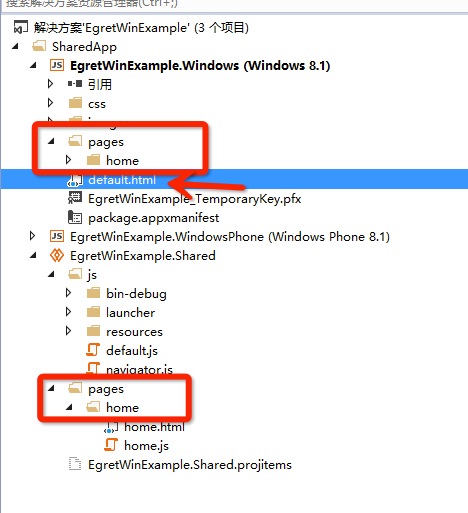 搜索解决方案资源管理器(Ctrl+;)
解决方案'EgretWinExample' (3 个项目)
SharedApp
JS EgretWinExample.Windows (Windows 8.1)
引用
css
pages
home
default.html
EgretWinExample_TemporaryKey.pfx
package.appxmanifest
JS EgretWinExample.WindowsPhone (Windows Phone 8.1)
EgretWinExample.Shared
js
bin-debug
launcher
resources
default.js
navigator.js
pages
home
home.html
home.js
EgretWinExample.Shared.projitems